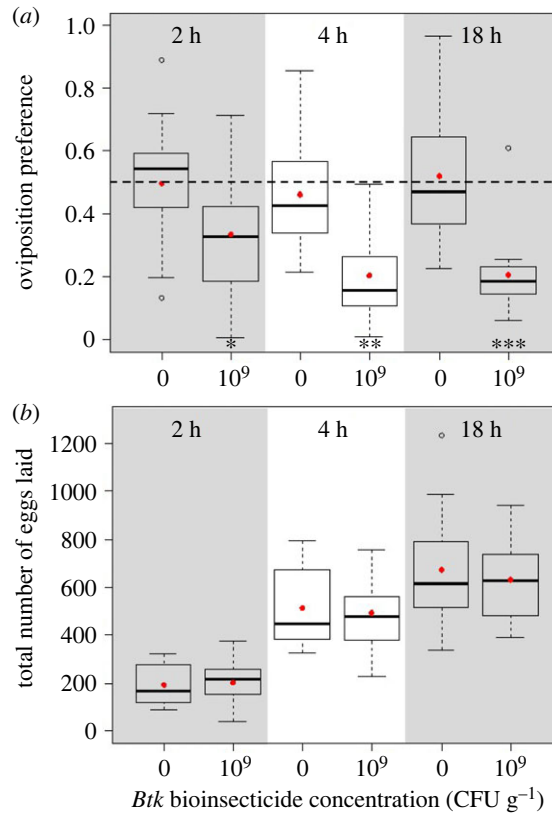 (a)
2 h 4 h 18 h
1.0
0.8
0.6
0.4
0.2
0
oviposition preference
* ** ***
0 10⁹ 0 10⁹ 0 10⁹
(b)
2 h 4 h 18 h
1200
1000
800
600
400
200
0
total number of eggs laid
0 10⁹ 0 10⁹ 0 10⁹
Btk bioinsecticide concentration (CFU g⁻¹)